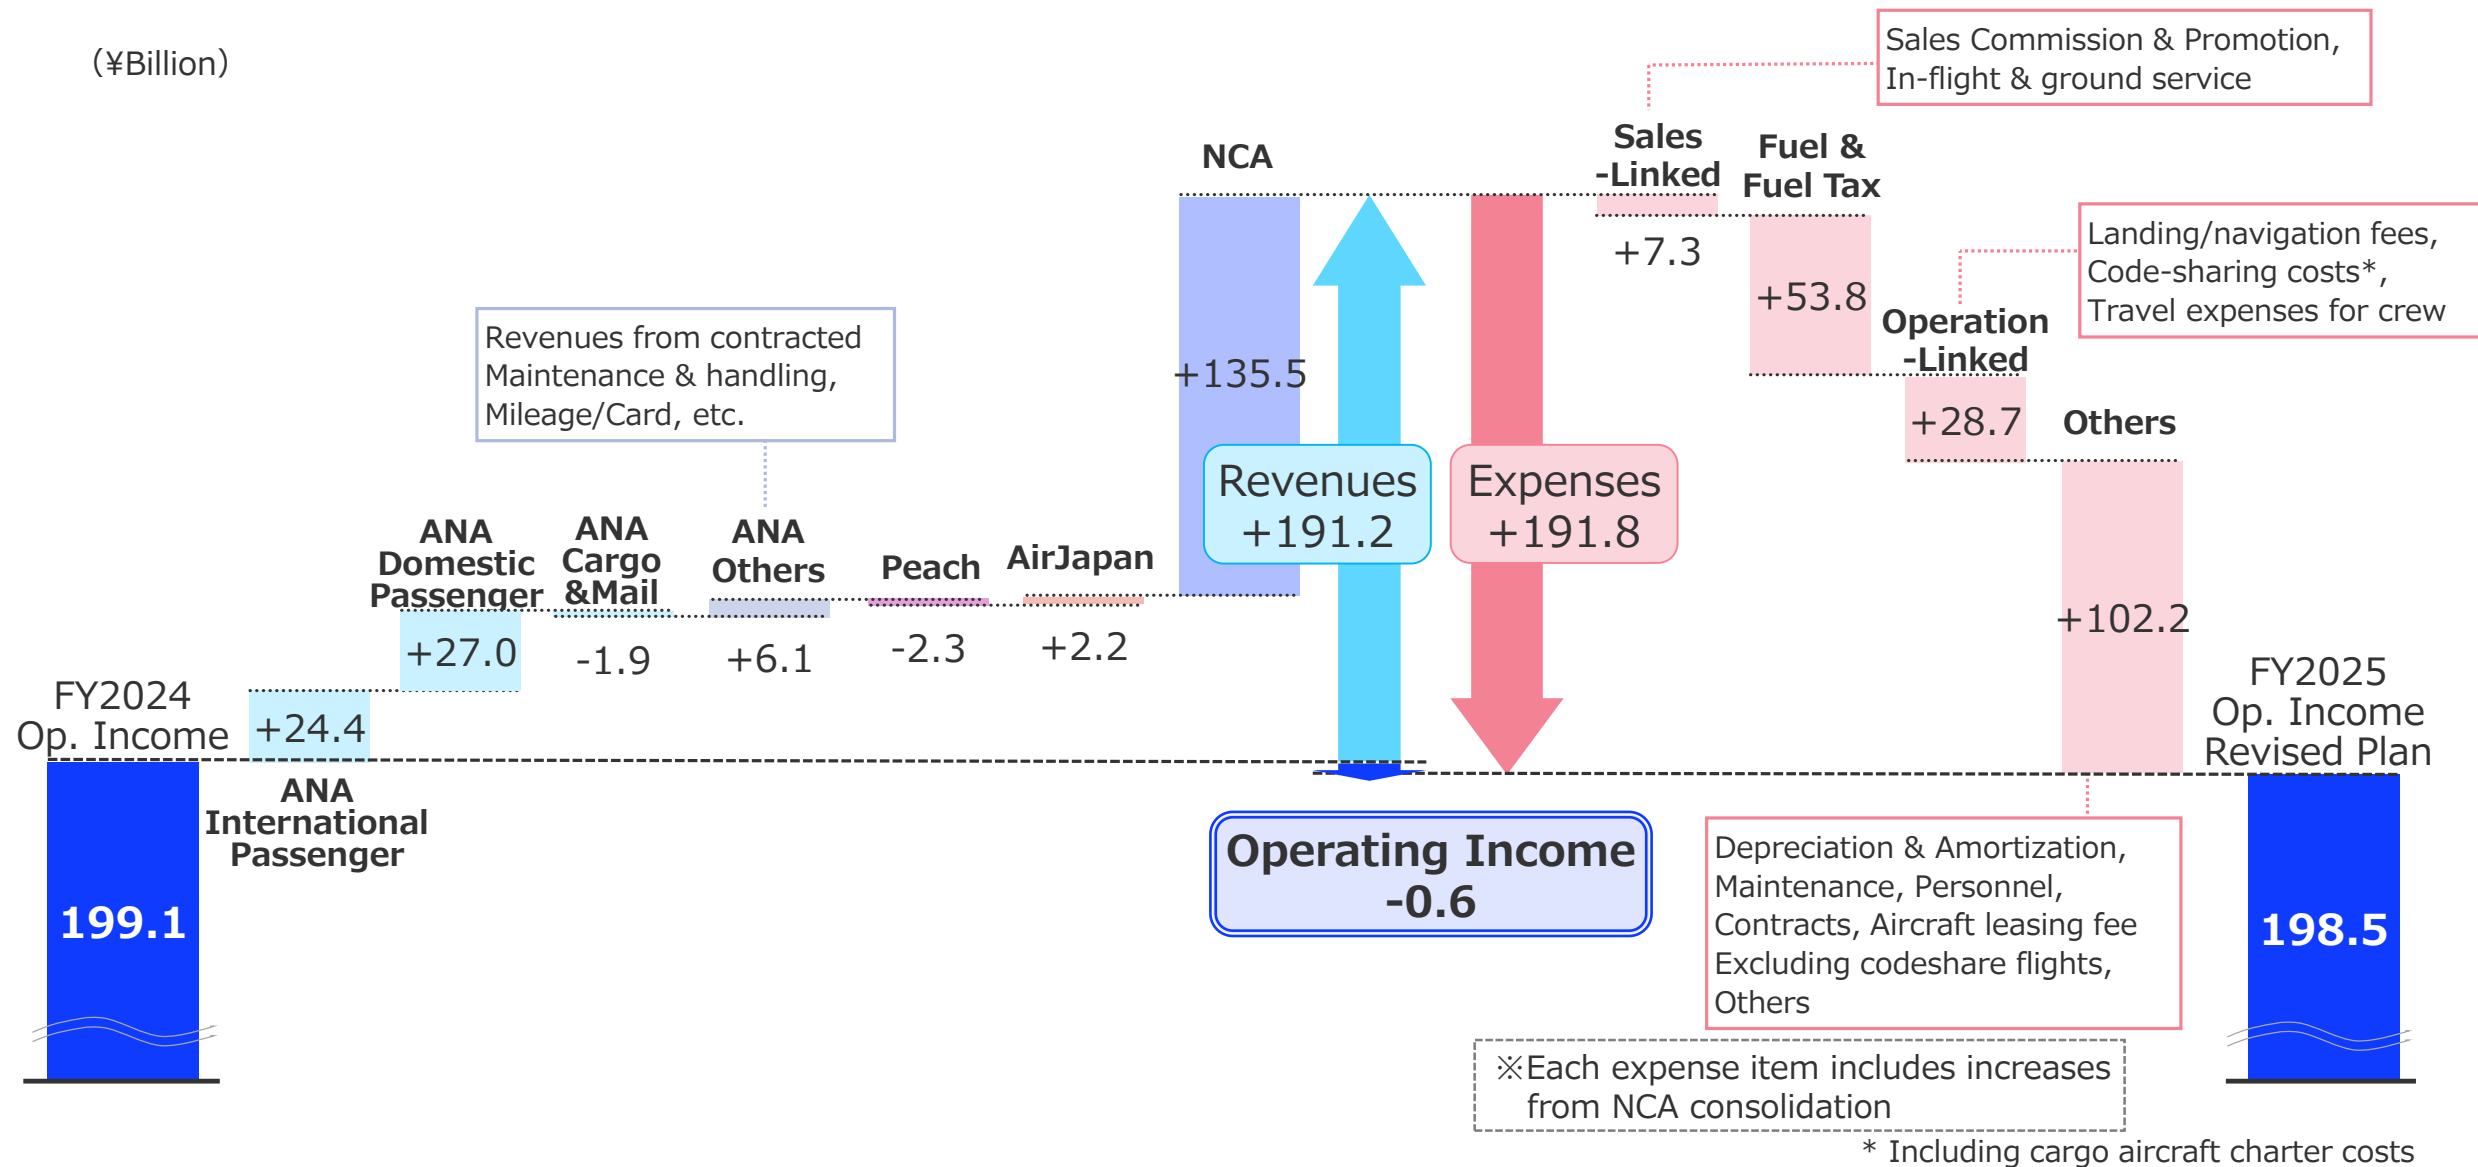 （¥Billion）
Sales Commission & Promotion,
In-flight & ground service
NCA
Sales
-Linked
Fuel &
Fuel Tax
+7.3
+53.8
Landing/navigation fees,
Code-sharing costs*,
Travel expenses for crew
Operation
-Linked
+28.7
Others
+102.2
+135.5
Revenues from contracted
Maintenance & handling,
Mileage/Card, etc.
Revenues
+191.2
Expenses
+191.8
ANA
Domestic
Passenger
+27.0
ANA
Cargo
&Mail
-1.9
ANA
Others
+6.1
Peach
-2.3
AirJapan
+2.2
FY2024
Op. Income
+24.4
ANA
International
Passenger
199.1
FY2025
Op. Income
Revised Plan
198.5
Operating Income
-0.6
Depreciation & Amortization,
Maintenance, Personnel,
Contracts, Aircraft leasing fee
Excluding codeshare flights,
Others
※Each expense item includes increases
from NCA consolidation
* Including cargo aircraft charter costs